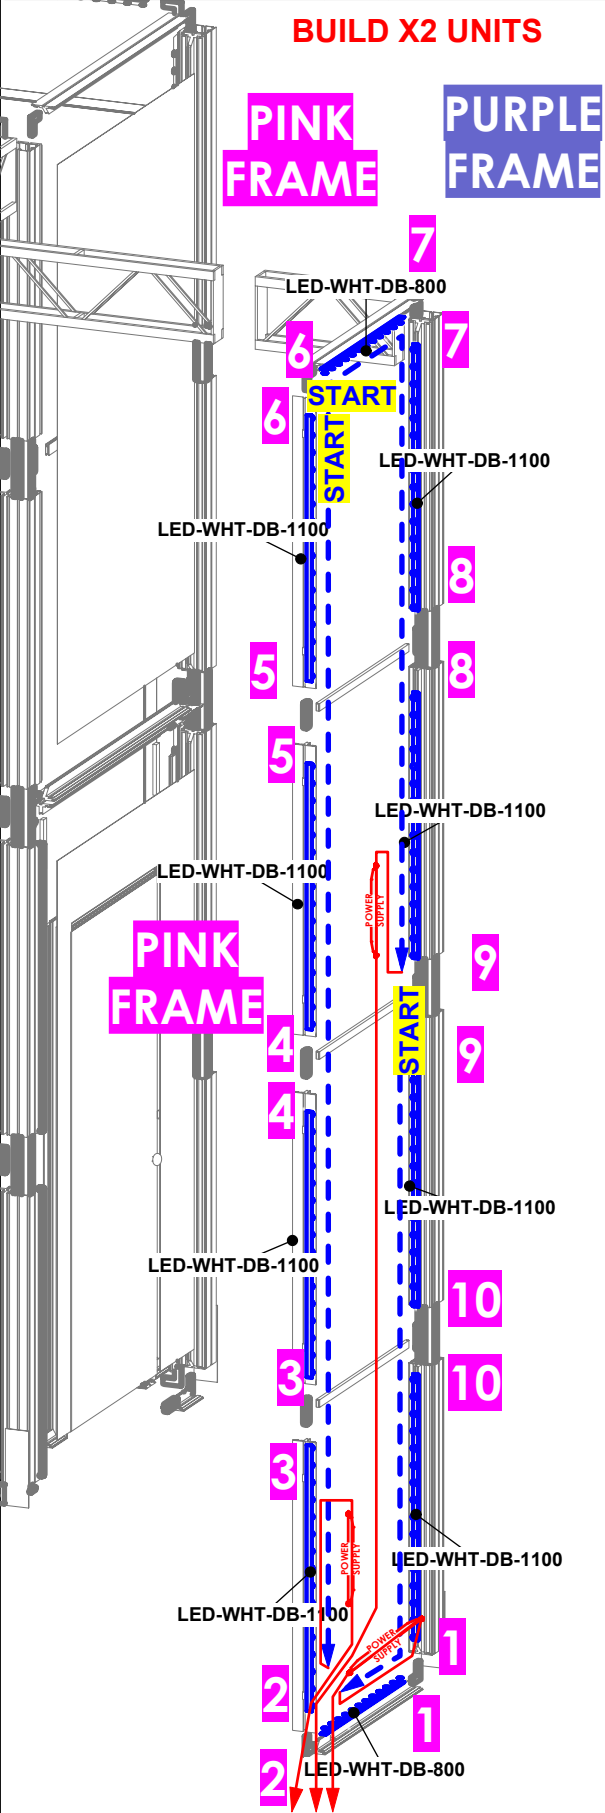 BUILD X2 UNITS
PINK
FRAME
PURPLE
FRAME
7
LED-WHT-DB-800
7
6
START
6
START
LED-WHT-DB-1100
LED-WHT-DB-1100
8
5
8
5
LED-WHT-DB-1100
LED-WHT-DB-1100
POWER
SUPPLY
PINK
FRAME
9
START
4
9
4
LED-WHT-DB-1100
LED-WHT-DB-1100
10
3
10
3
POWER
SUPPLY
LED-WHT-DB-1100
LED-WHT-DB-1100
POWER
SUPPLY
1
2
1
2
LED-WHT-DB-800